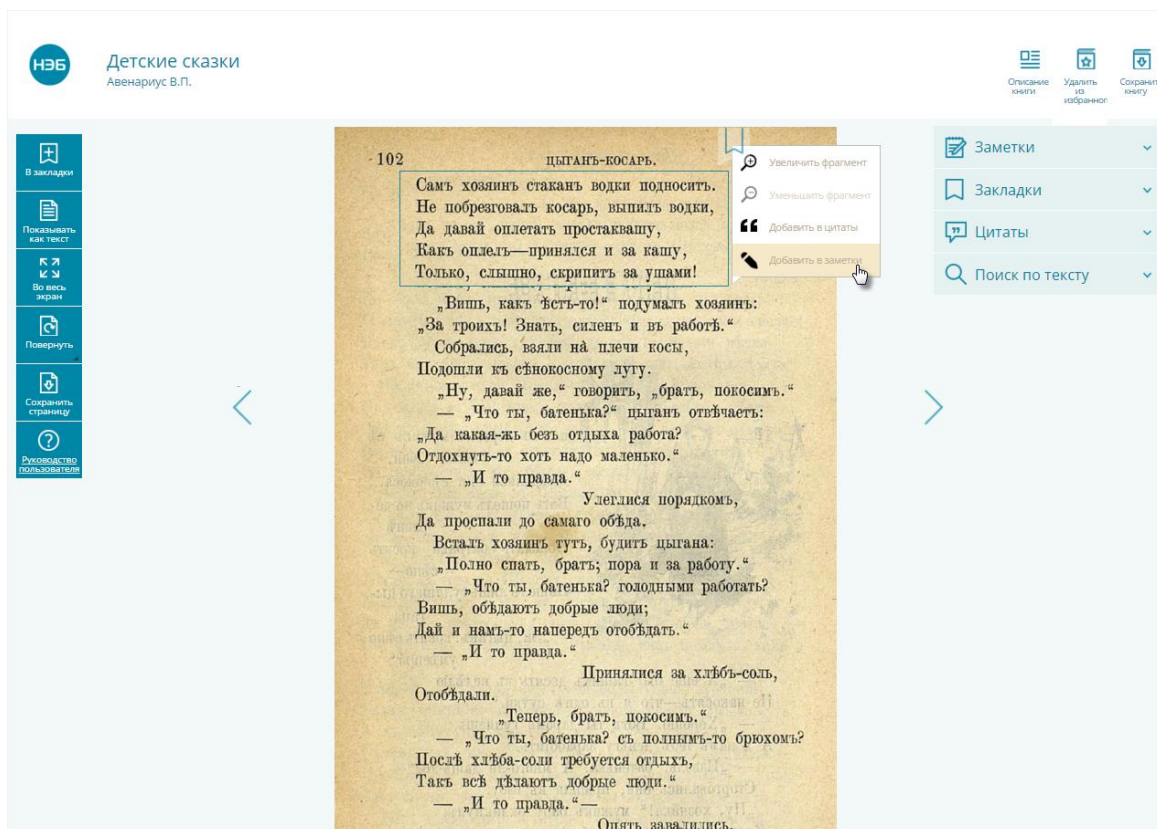 НЭБ
Детские сказки
Авенариус В.П.
Описание
книги
Удалить
из
избранног
Сохранит
книгу
В закладки
Показывать
как текст
Во весь
экран
Повернуть
Сохранить
страницу
Руководство
пользователя
102
ЦЫГАНЪ-КОСАРЬ.
Самъ хозяинъ стаканъ водки подноситъ.
Не побрезговалъ косарь, выпилъ водки,
Да давай оплетать простаквашу,
Какъ оплелъ—принялся и за кашу,
Только, слышно, скрипитъ за ушами!
„Вишь, какъ ѣстъ-то!“ подумалъ хозяинъ:
„За троихъ! Знать, силенъ и въ работѣ.“
Собрались, взяли на̀ плечи косы,
Подошли къ сѣнокосному лугу.
„Ну, давай же,“ говоритъ, „братъ, покосимъ.“
— „Что ты, батенька?“ цыганъ отвѣчаетъ:
„Да какая-жь безъ отдыха работа?
Отдохнуть-то хоть надо маленько.“
— „И то правда.“
Улеглися порядкомъ,
Да проспали до самаго обѣда.
Всталъ хозяинъ тутъ, будитъ цыгана:
„Полно спать, братъ; пора и за работу.“
— „Что ты, батенька? голодными работать?
Вишь, обѣдаютъ добрые люди;
Дай и намъ-то напередъ отобѣдать.“
— „И то правда.“
Принялися за хлѣбъ-соль,
Отобѣдали.
„Теперь, братъ, покосимъ.“
— „Что ты, батенька? съ полнымъ-то брюхомъ?
Послѣ хлѣба-соли требуется отдыхъ,
Такъ всѣ дѣлаютъ добрые люди.“
— „И то правда.“—
Опять завалились.
Увеличить фрагмент
Уменьшить фрагмент
Добавить в цитаты
Добавить в заметки
Заметки
Закладки
Цитаты
Поиск по тексту